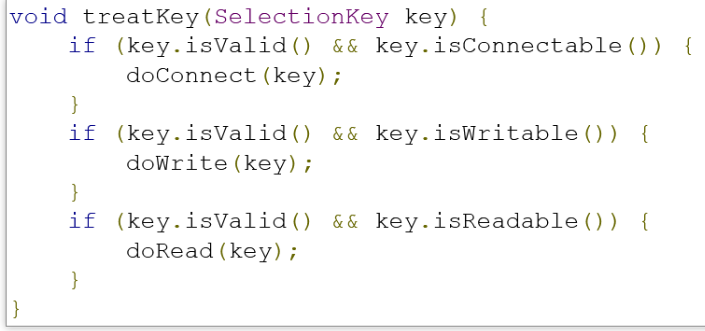 void treatKey(SelectionKey key) {
    if (key.isValid() && key.isConnectable()) {
        doConnect(key);
    }
    if (key.isValid() && key.isWritable()) {
        doWrite(key);
    }
    if (key.isValid() && key.isReadable()) {
        doRead(key);
    }
}